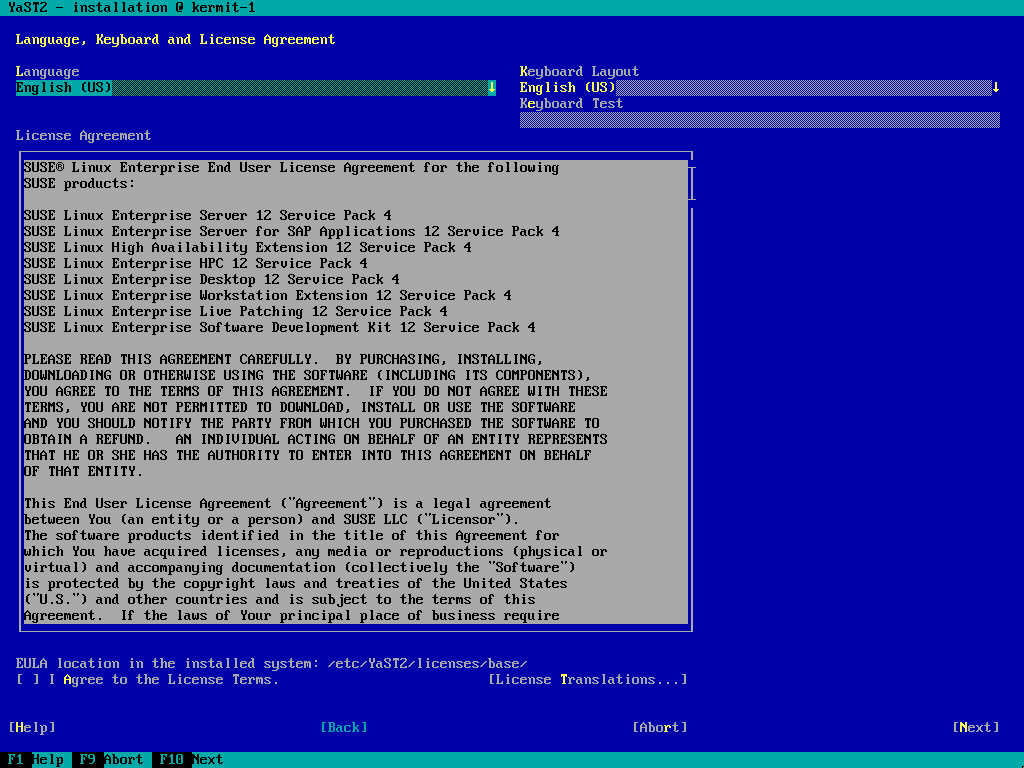 YaST2 - installation @ kermit-1
Language, Keyboard and License Agreement
Language
English (US)↓
Keyboard Layout
English (US)↓
Keyboard Test
License Agreement
SUSE® Linux Enterprise End User License Agreement for the following
SUSE products:
SUSE Linux Enterprise Server 12 Service Pack 4
SUSE Linux Enterprise Server for SAP Applications 12 Service Pack 4
SUSE Linux High Availability Extension 12 Service Pack 4
SUSE Linux Enterprise HPC 12 Service Pack 4
SUSE Linux Enterprise Desktop 12 Service Pack 4
SUSE Linux Enterprise Workstation Extension 12 Service Pack 4
SUSE Linux Enterprise Live Patching 12 Service Pack 4
SUSE Linux Enterprise Software Development Kit 12 Service Pack 4
PLEASE READ THIS AGREEMENT CAREFULLY.  BY PURCHASING, INSTALLING,
DOWNLOADING OR OTHERWISE USING THE SOFTWARE (INCLUDING ITS COMPONENTS),
YOU AGREE TO THE TERMS OF THIS AGREEMENT.  IF YOU DO NOT AGREE WITH THESE
TERMS, YOU ARE NOT PERMITTED TO DOWNLOAD, INSTALL OR USE THE SOFTWARE
AND YOU SHOULD NOTIFY THE PARTY FROM WHICH YOU PURCHASED THE SOFTWARE TO
OBTAIN A REFUND.   AN INDIVIDUAL ACTING ON BEHALF OF AN ENTITY REPRESENTS
THAT HE OR SHE HAS THE AUTHORITY TO ENTER INTO THIS AGREEMENT ON BEHALF
OF THAT ENTITY.
This End User License Agreement ("Agreement") is a legal agreement
between You (an entity or a person) and SUSE LLC ("Licensor").
The software products identified in the title of this Agreement for
which You have acquired licenses, any media or reproductions (physical or
virtual) and accompanying documentation (collectively the "Software")
is protected by the copyright laws and treaties of the United States
("U.S.") and other countries and is subject to the terms of this
Agreement.  If the laws of Your principal place of business require
EULA location in the installed system: /etc/YaST2/licenses/base/
[ ] I Agree to the License Terms.
[License Translations...]
[Help]
[Back]
[Abort]
[Next]
F1 Help F9 Abort F10 Next